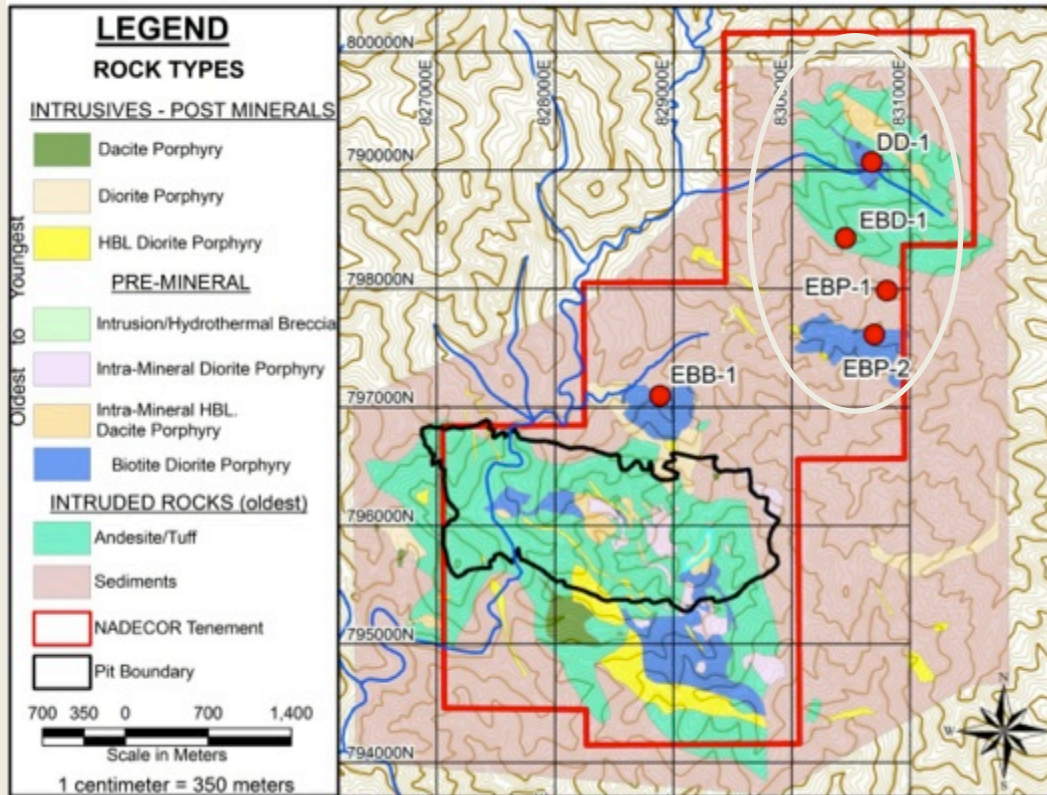 LEGEND
ROCK TYPES
INTRUSIVES - POST MINERALS
Dacite Porphyry
Diorite Porphyry
HBL Diorite Porphyry
PRE-MINERAL
Intrusion/Hydrothermal Breccia
Intra-Mineral Diorite Porphyry
Intra-Mineral HBL.
Dacite Porphyry
Biotite Diorite Porphyry
Oldest to Youngest
INTRUDED ROCKS (oldest)
Andesite/Tuff
Sediments
NADECOR Tenement
Pit Boundary
700 350 0 700 1,400
Scale in Meters
1 centimeter = 350 meters
827000E
828000E
829000E
830000E
831000E
800000N
790000N
798000N
797000N
796000N
795000N
794000N
DD-1
EBD-1
EBP-1
EBP-2
EBB-1
N
W
S